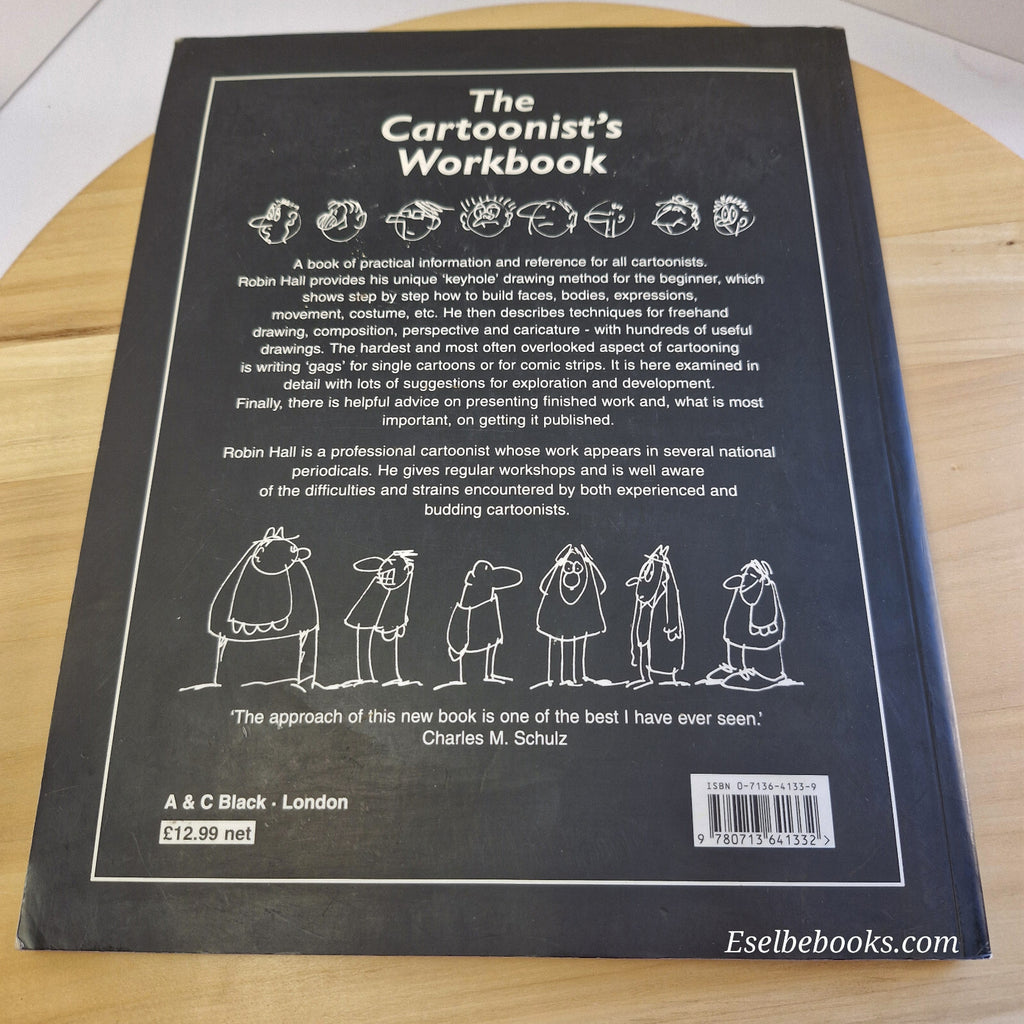 The
Cartoonist's
Workbook
A book of practical information and reference for all cartoonists.
Robin Hall provides his unique 'keyhole' drawing method for the beginner, which
shows step by step how to build faces, bodies, expressions,
movement, costume, etc. He then describes techniques for freehand
drawing, composition, perspective and caricature - with hundreds of useful
drawings. The hardest and most often overlooked aspect of cartooning
is writing 'gags' for single cartoons or for comic strips. It is here examined in
detail with lots of suggestions for exploration and development.
Finally, there is helpful advice on presenting finished work and, what is most
important, on getting it published.
Robin Hall is a professional cartoonist whose work appears in several national
periodicals. He gives regular workshops and is well aware
of the difficulties and strains encountered by both experienced and
budding cartoonists.
'The approach of this new book is one of the best I have ever seen.'
Charles M. Schulz
A & C Black · London
£12.99 net
ISBN 0-7136-4133-9
9 780713 641332 >
Eselbebooks.com